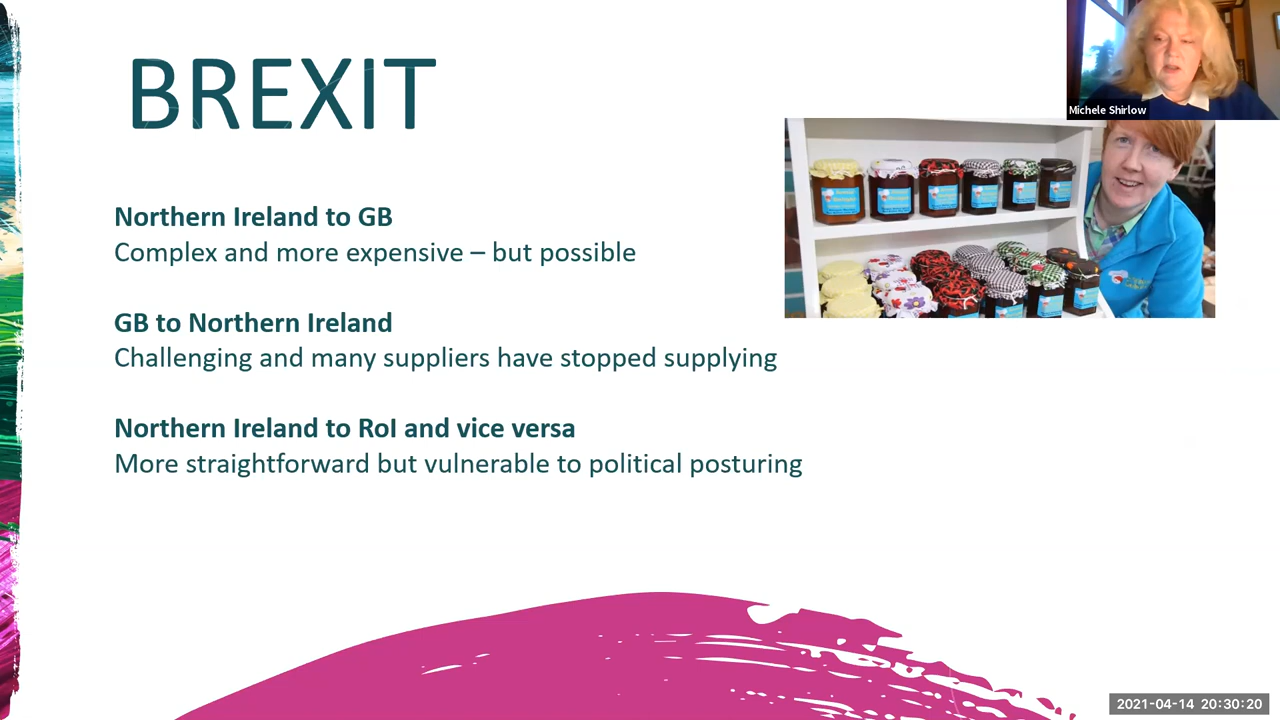 BREXIT
Michele Shirlow
Northern Ireland to GB
Complex and more expensive – but possible
GB to Northern Ireland
Challenging and many suppliers have stopped supplying
Northern Ireland to RoI and vice versa
More straightforward but vulnerable to political posturing
2021-04-14 20:30:20